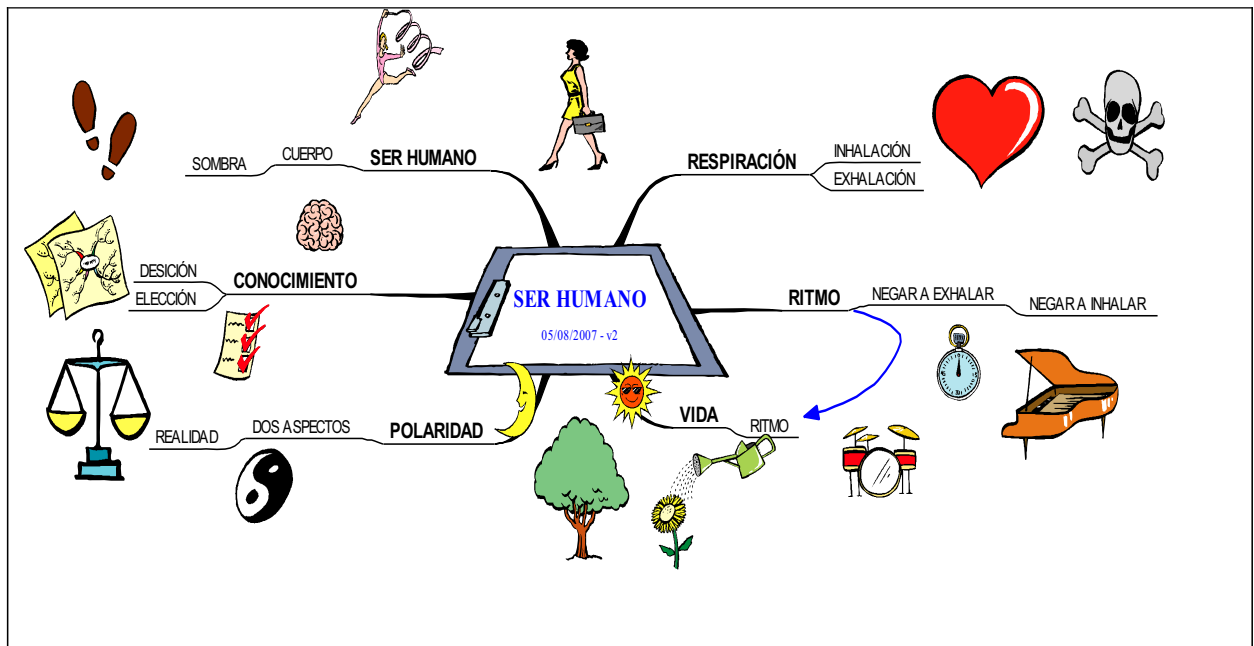 SER HUMANO
05/08/2007 - v2
RESPIRACIÓN
INHALACIÓN
EXHALACIÓN
RITMO
NEGAR A EXHALAR
NEGAR A INHALAR
VIDA
RITMO
POLARIDAD
DOS ASPECTOS
REALIDAD
CONOCIMIENTO
DESICIÓN
ELECCIÓN
SER HUMANO
CUERPO
SOMBRA